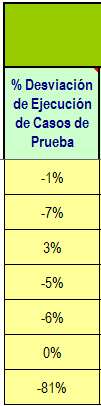 % Desviación
de Ejecución
de Casos de
Prueba
-1%
-7%
3%
-5%
-6%
0%
-81%